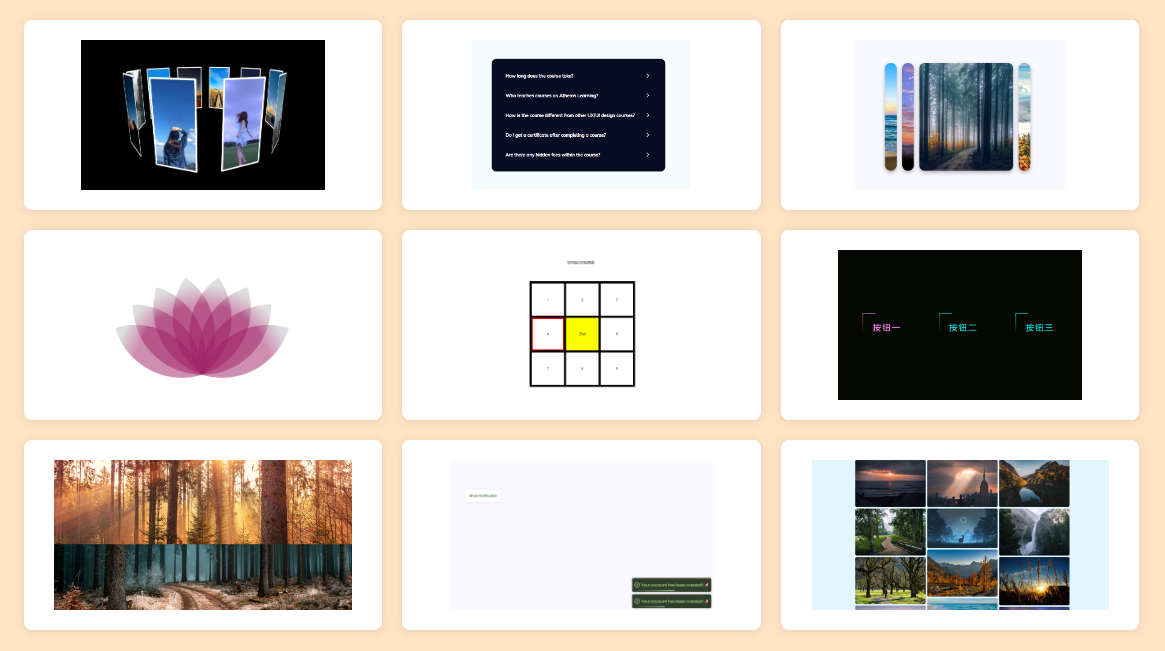 How long does the course take?
Who teaches courses on Atheros Learning?
How is the course different from other UX/UI design courses?
Do I get a certificate after completing a course?
Are there any hidden fees within the course?
1
2
3
4
6
7
8
9
按钮一
按钮二
按钮三
Show Notification
Your account has been created! 🚀
Your account has been created! 🚀